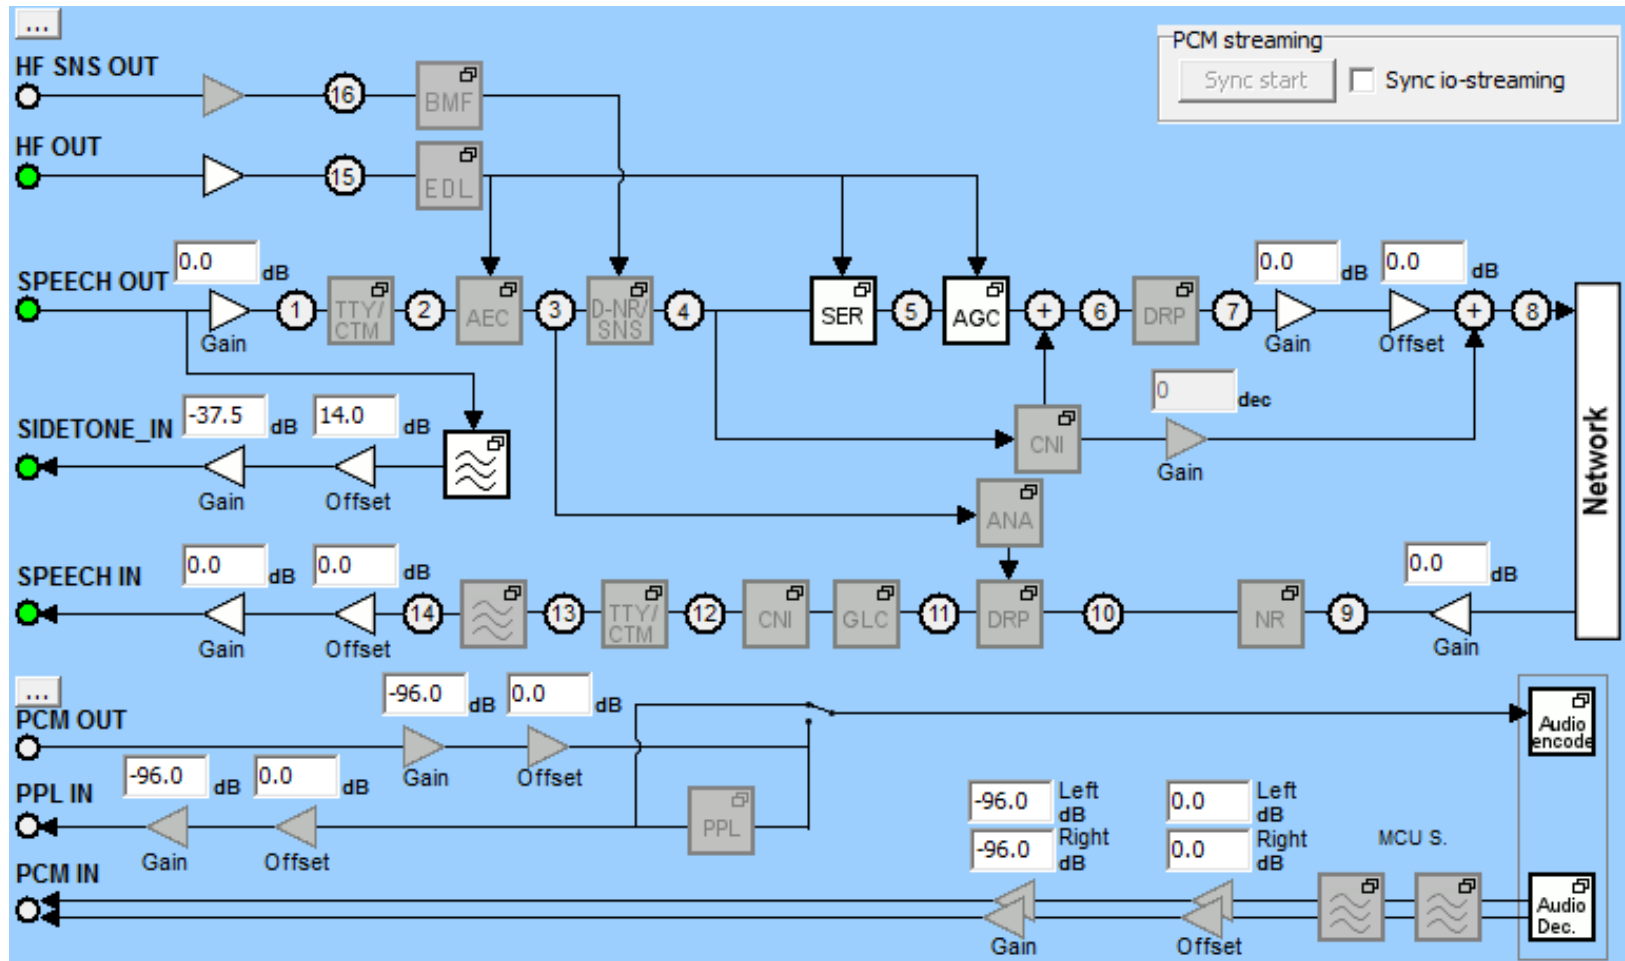 ...
PCM streaming
Sync start
Sync io-streaming
HF SNS OUT
16
BMF
HF OUT
15
EDL
0.0 dB
0.0 dB
0.0 dB
SPEECH OUT
Gain
1
TTY/
CTM
2
AEC
3
D-NR/
SNS
4
SER
5
AGC
+
6
DRP
7
Gain
Offset
+
8
Network
-37.5 dB
14.0 dB
0 dec
SIDETONE_IN
Gain
Offset
CNI
Gain
ANA
0.0 dB
0.0 dB
0.0 dB
SPEECH IN
Gain
Offset
14
13
TTY/
CTM
12
CNI
GLC
11
DRP
10
NR
9
Gain
...
-96.0 dB
0.0 dB
PCM OUT
Gain
Offset
Audio
encode
-96.0 dB
0.0 dB
PPL IN
Gain
Offset
PPL
-96.0 Left
dB
-96.0 Right
dB
0.0 Left
dB
0.0 Right
dB
MCU S.
PCM IN
Gain
Offset
Audio
Dec.